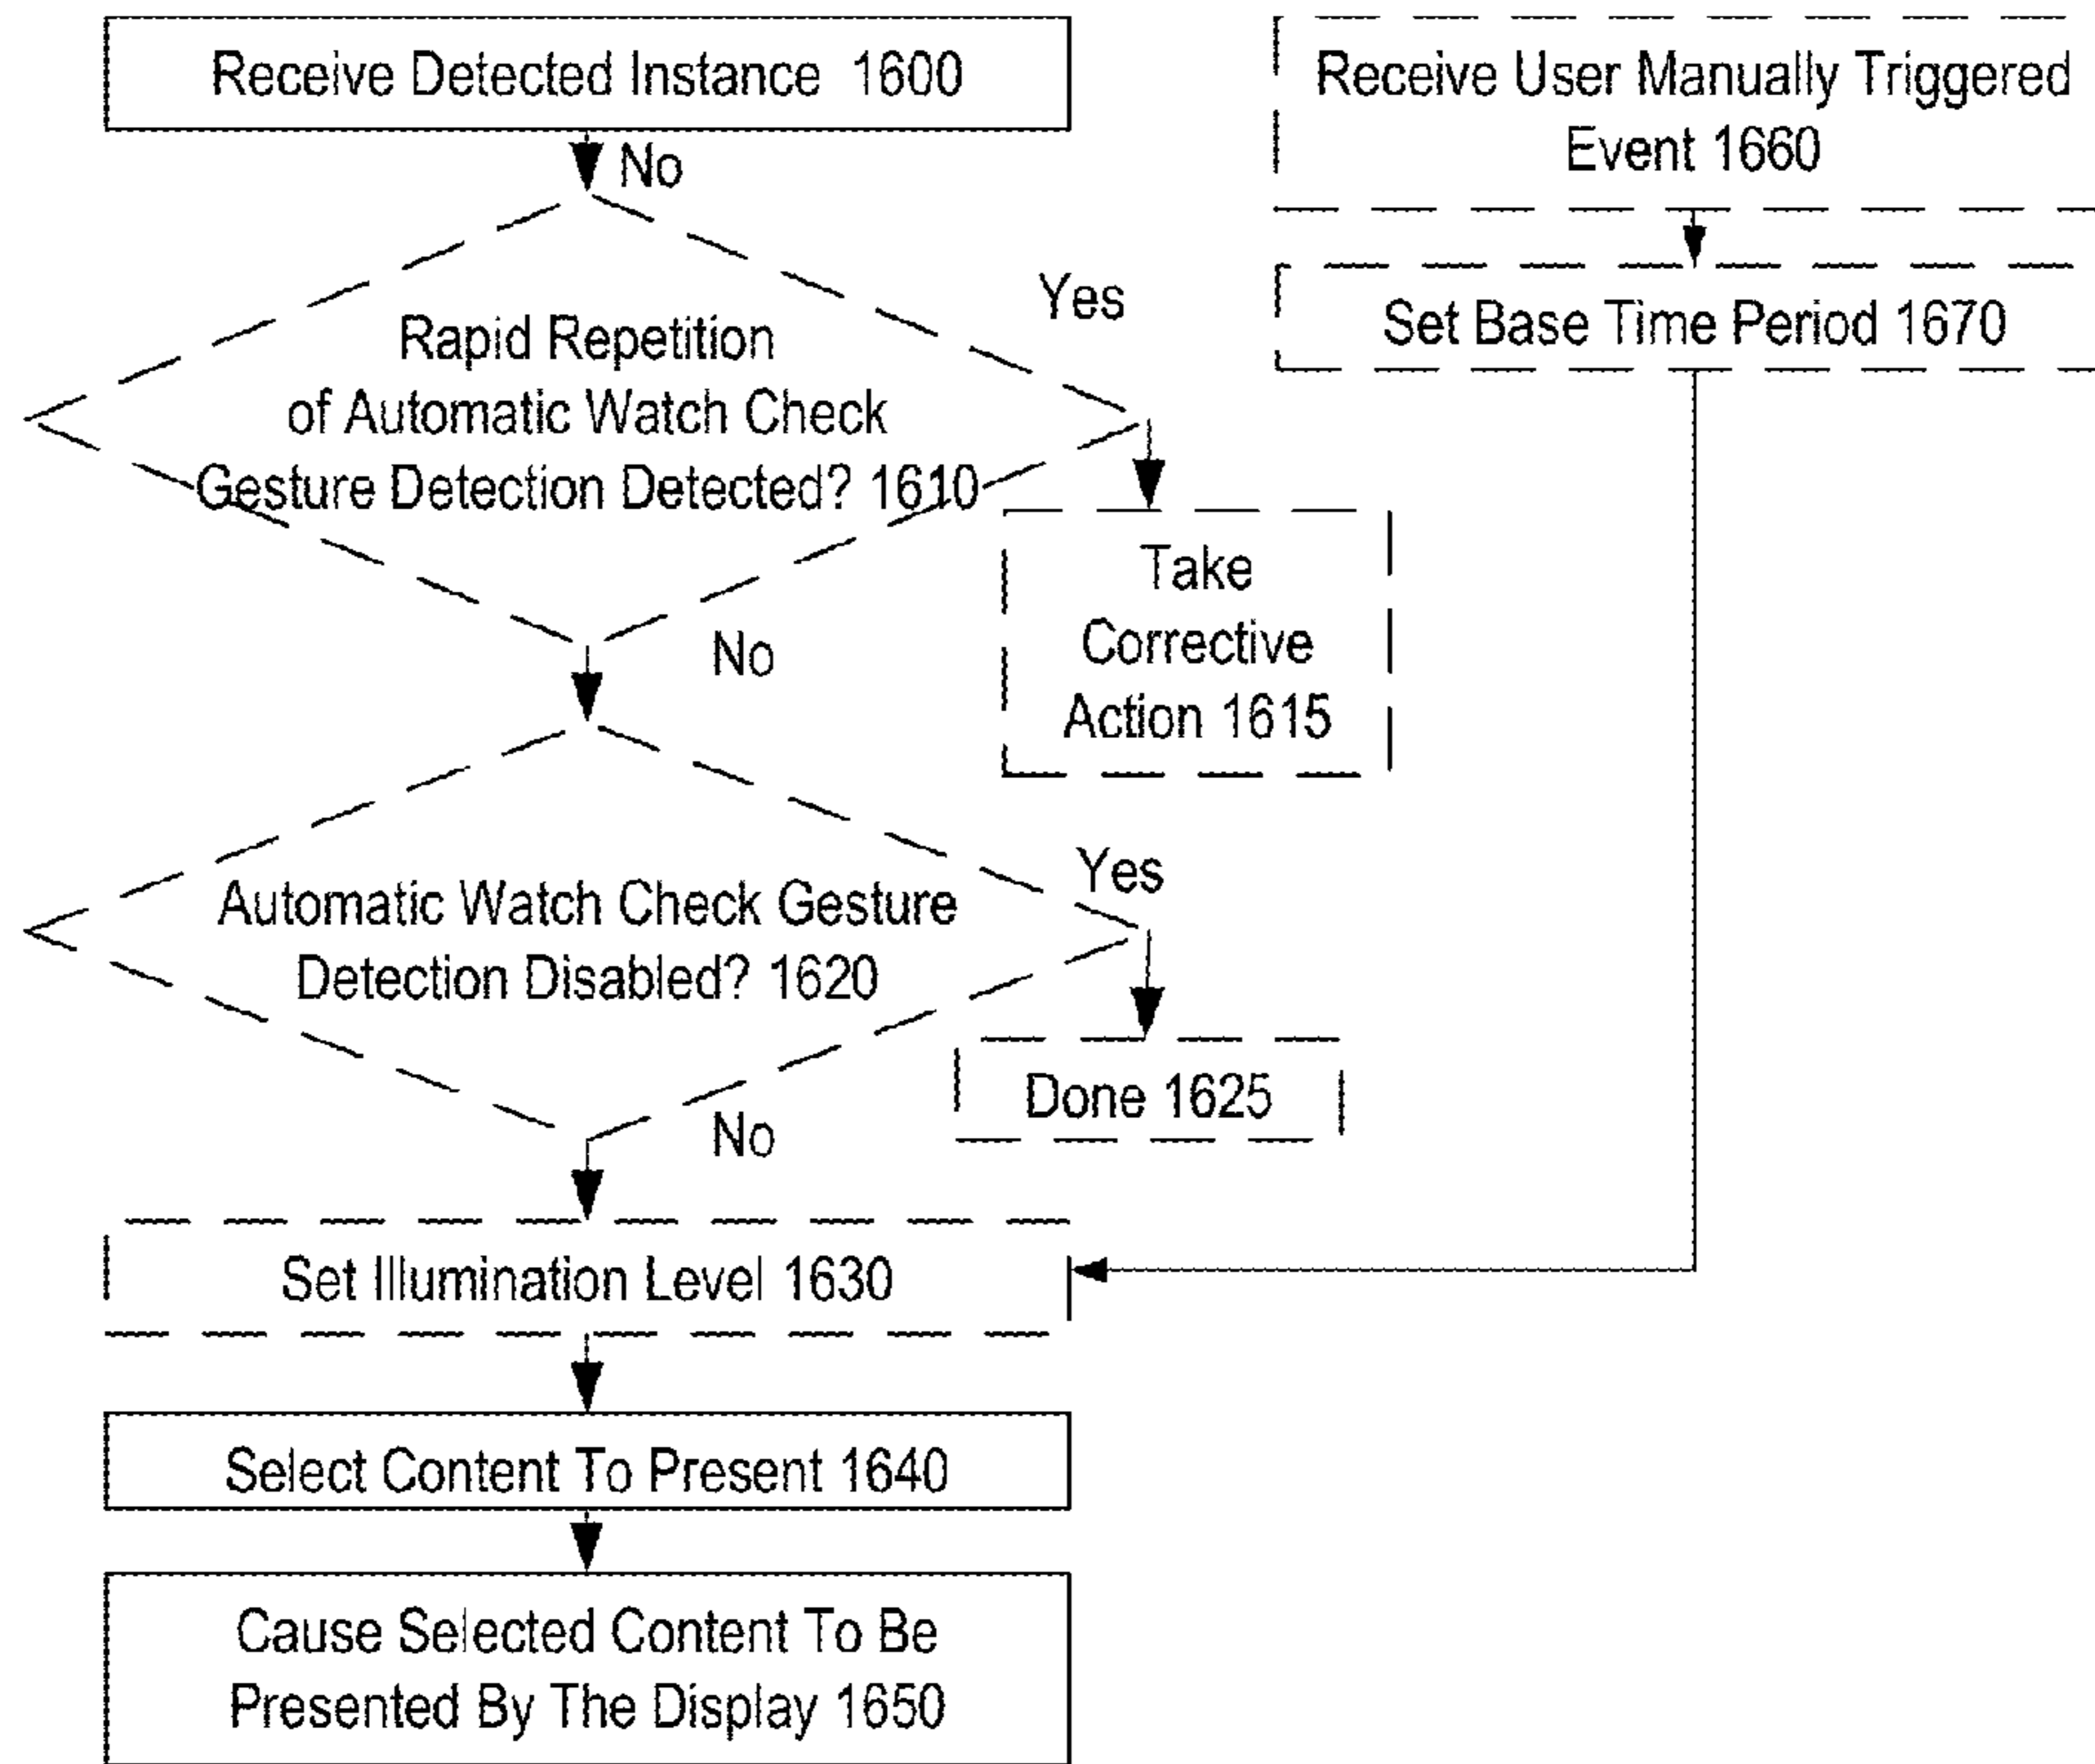 Receive Detected Instance 1600
No
Rapid Repetition
of Automatic Watch Check
Gesture Detection Detected? 1610
Yes
Take
Corrective
Action 1615
No
Automatic Watch Check Gesture
Detection Disabled? 1620
Yes
Done 1625
No
Set Illumination Level 1630
Select Content To Present 1640
Cause Selected Content To Be
Presented By The Display 1650
Receive User Manually Triggered
Event 1660
Set Base Time Period 1670